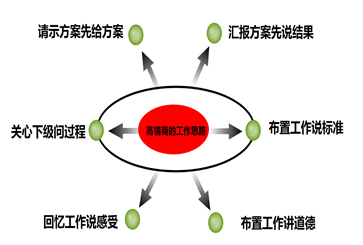 请示方案先给方案
汇报方案先说结果
关心下级问过程
高情商的工作思路
布置工作说标准
回忆工作说感受
布置工作讲道德